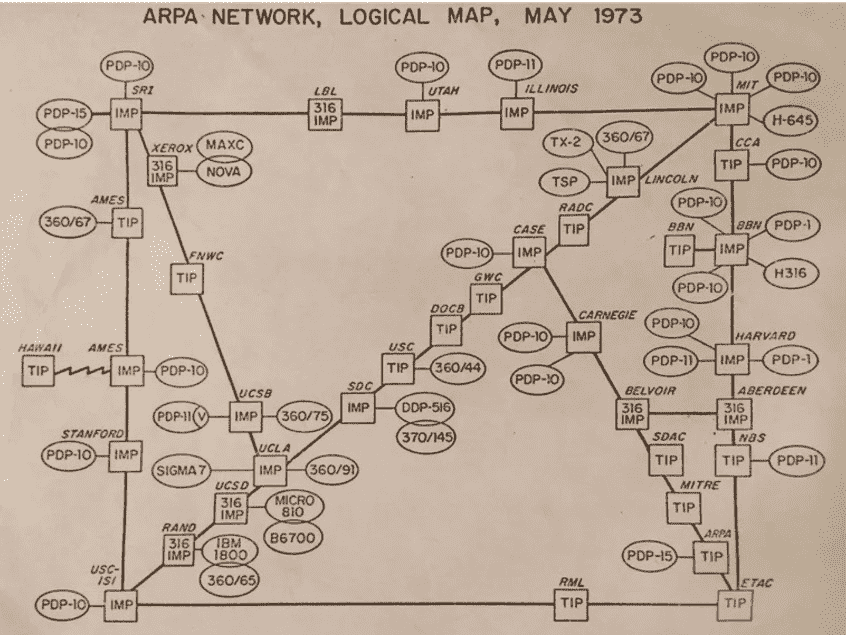 ARPA NETWORK, LOGICAL MAP, MAY 1973
PDP-10
SRI
PDP-15
IMP
PDP-10
LBL
316
IMP
PDP-10
UTAH
IMP
PDP-11
ILLINOIS
IMP
PDP-10
PDP-10
MIT
PDP-10
IMP
H-645
XEROX
MAXC
316
IMP
NOVA
TX-2
360/67
TSP
IMP
LINCOLN
CCA
TIP
PDP-10
AMES
360/67
TIP
RADC
TIP
PDP-10
BBN
TIP
BBN
IMP
PDP-1
PDP-10
H316
CASE
PDP-10
IMP
FNWC
TIP
GWC
TIP
DOCB
TIP
CARNEGIE
PDP-10
IMP
PDP-10
PDP-10
HARVARD
PDP-11
IMP
PDP-1
HAWAII
TIP
AMES
IMP
PDP-10
USC
TIP
360/44
UCSB
PDP-11
V
IMP
360/75
SDC
IMP
DDP-516
370/145
BELVOIR
316
IMP
ABERDEEN
316
IMP
STANFORD
PDP-10
IMP
UCLA
SIGMA 7
IMP
360/91
SDAC
TIP
NBS
TIP
PDP-11
UCSD
316
IMP
MICRO
810
B6700
MITRE
TIP
RAND
316
IMP
IBM
1800
360/65
ARPA
PDP-15
TIP
USC-
ISI
PDP-10
IMP
RML
TIP
ETAC
TIP